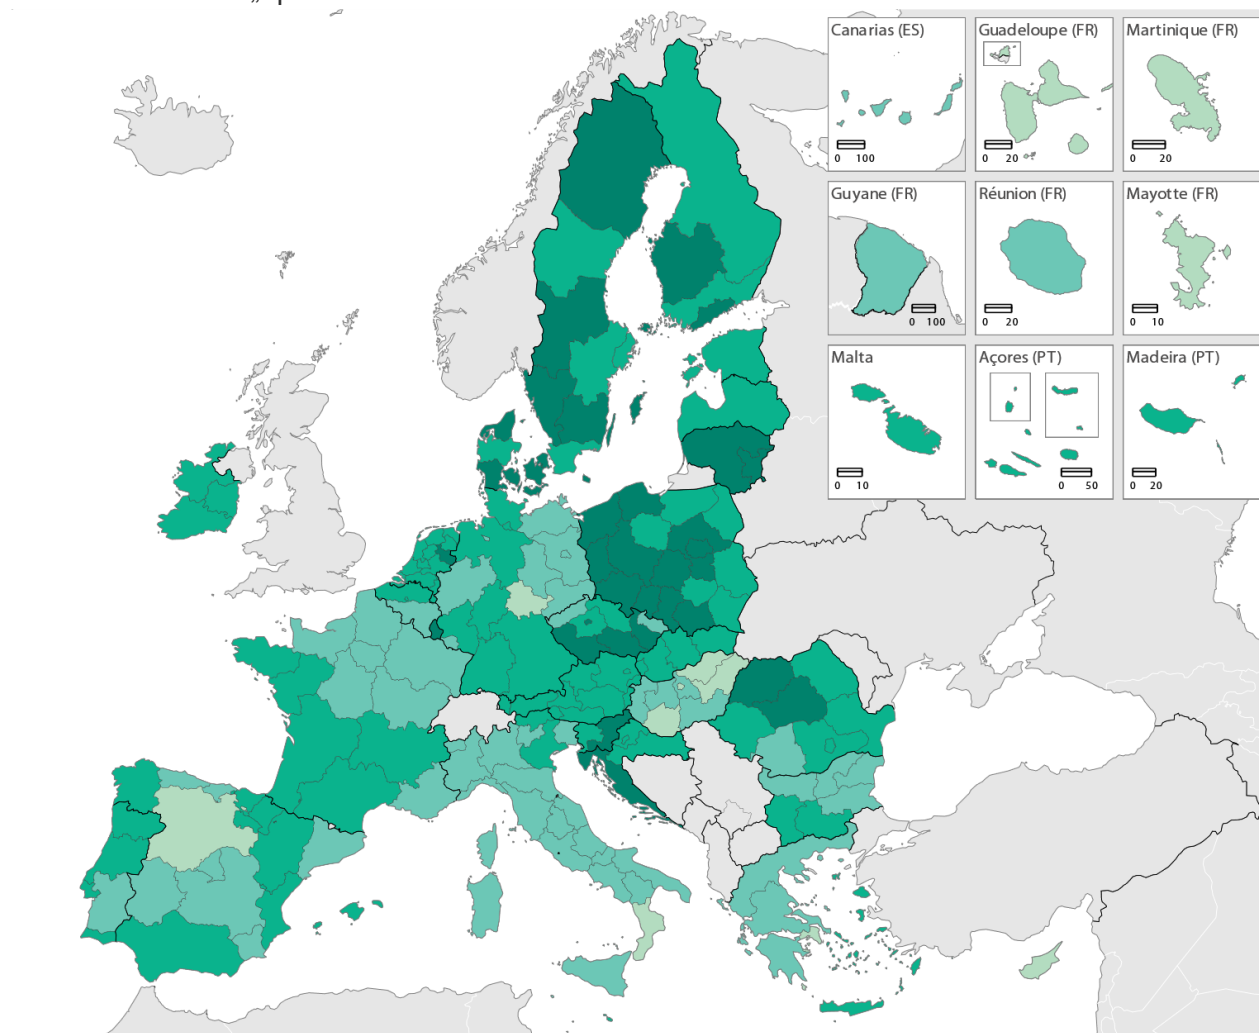 Canarias (ES)
0 100
Guadeloupe (FR)
0 20
Martinique (FR)
0 20
Guyane (FR)
0 100
Réunion (FR)
0 20
Mayotte (FR)
0 10
Malta
0 10
Açores (PT)
0 50
Madeira (PT)
0 20